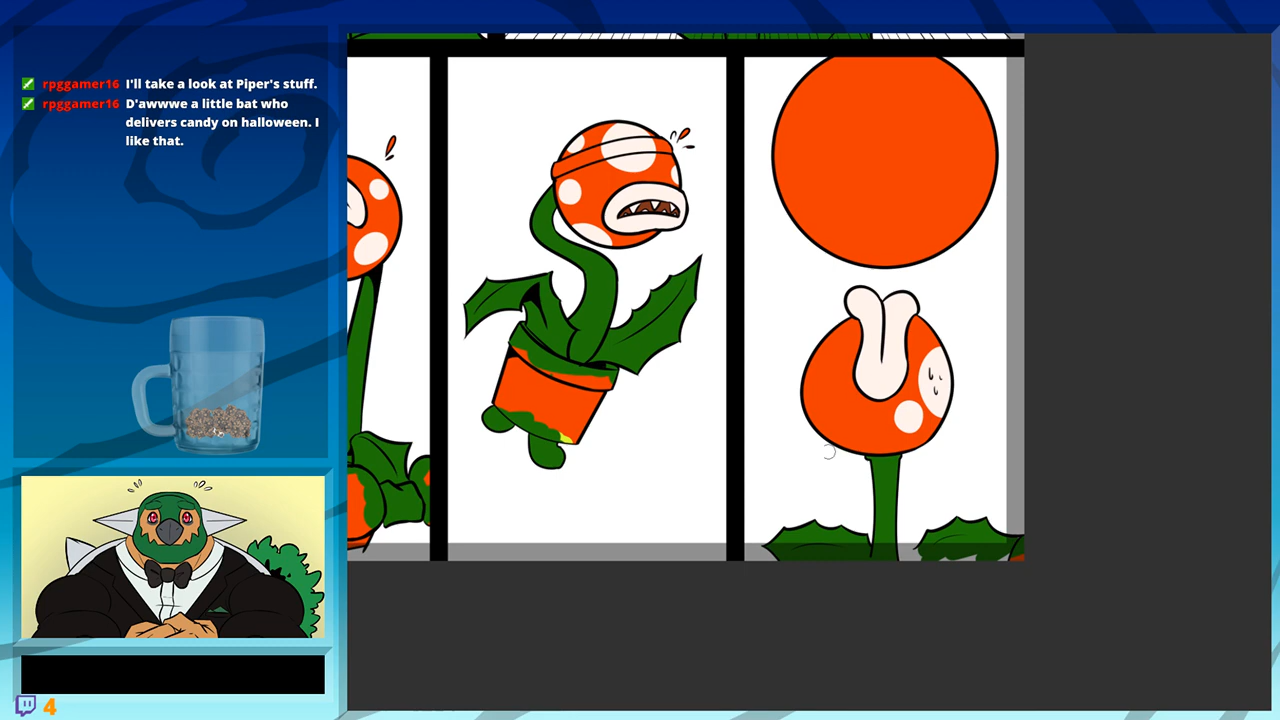 rpggamer16 I'll take a look at Piper's stuff.
rpggamer16 D'awwwe a little bat who
delivers candy on halloween. I
like that.
4